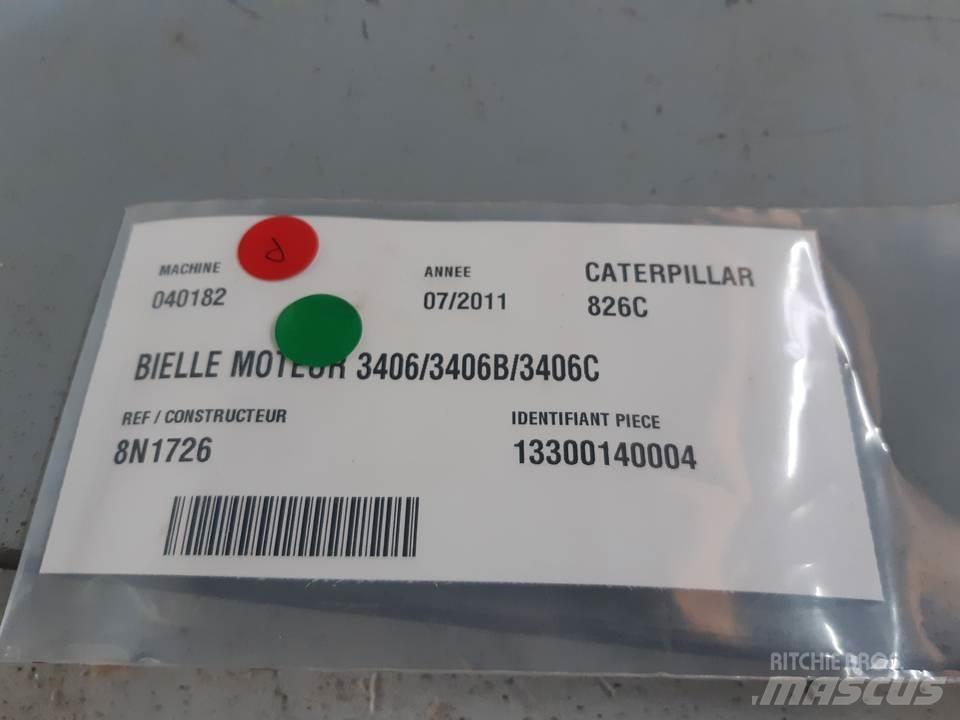 MACHINE ANNEE CATERPILLAR
040182 07/2011 826C
BIELLE MOTEUR 3406/3406B/3406C
REF / CONSTRUCTEUR IDENTIFIANT PIECE
8N1726 13300140004
RITCHIE BROS
MASCUS